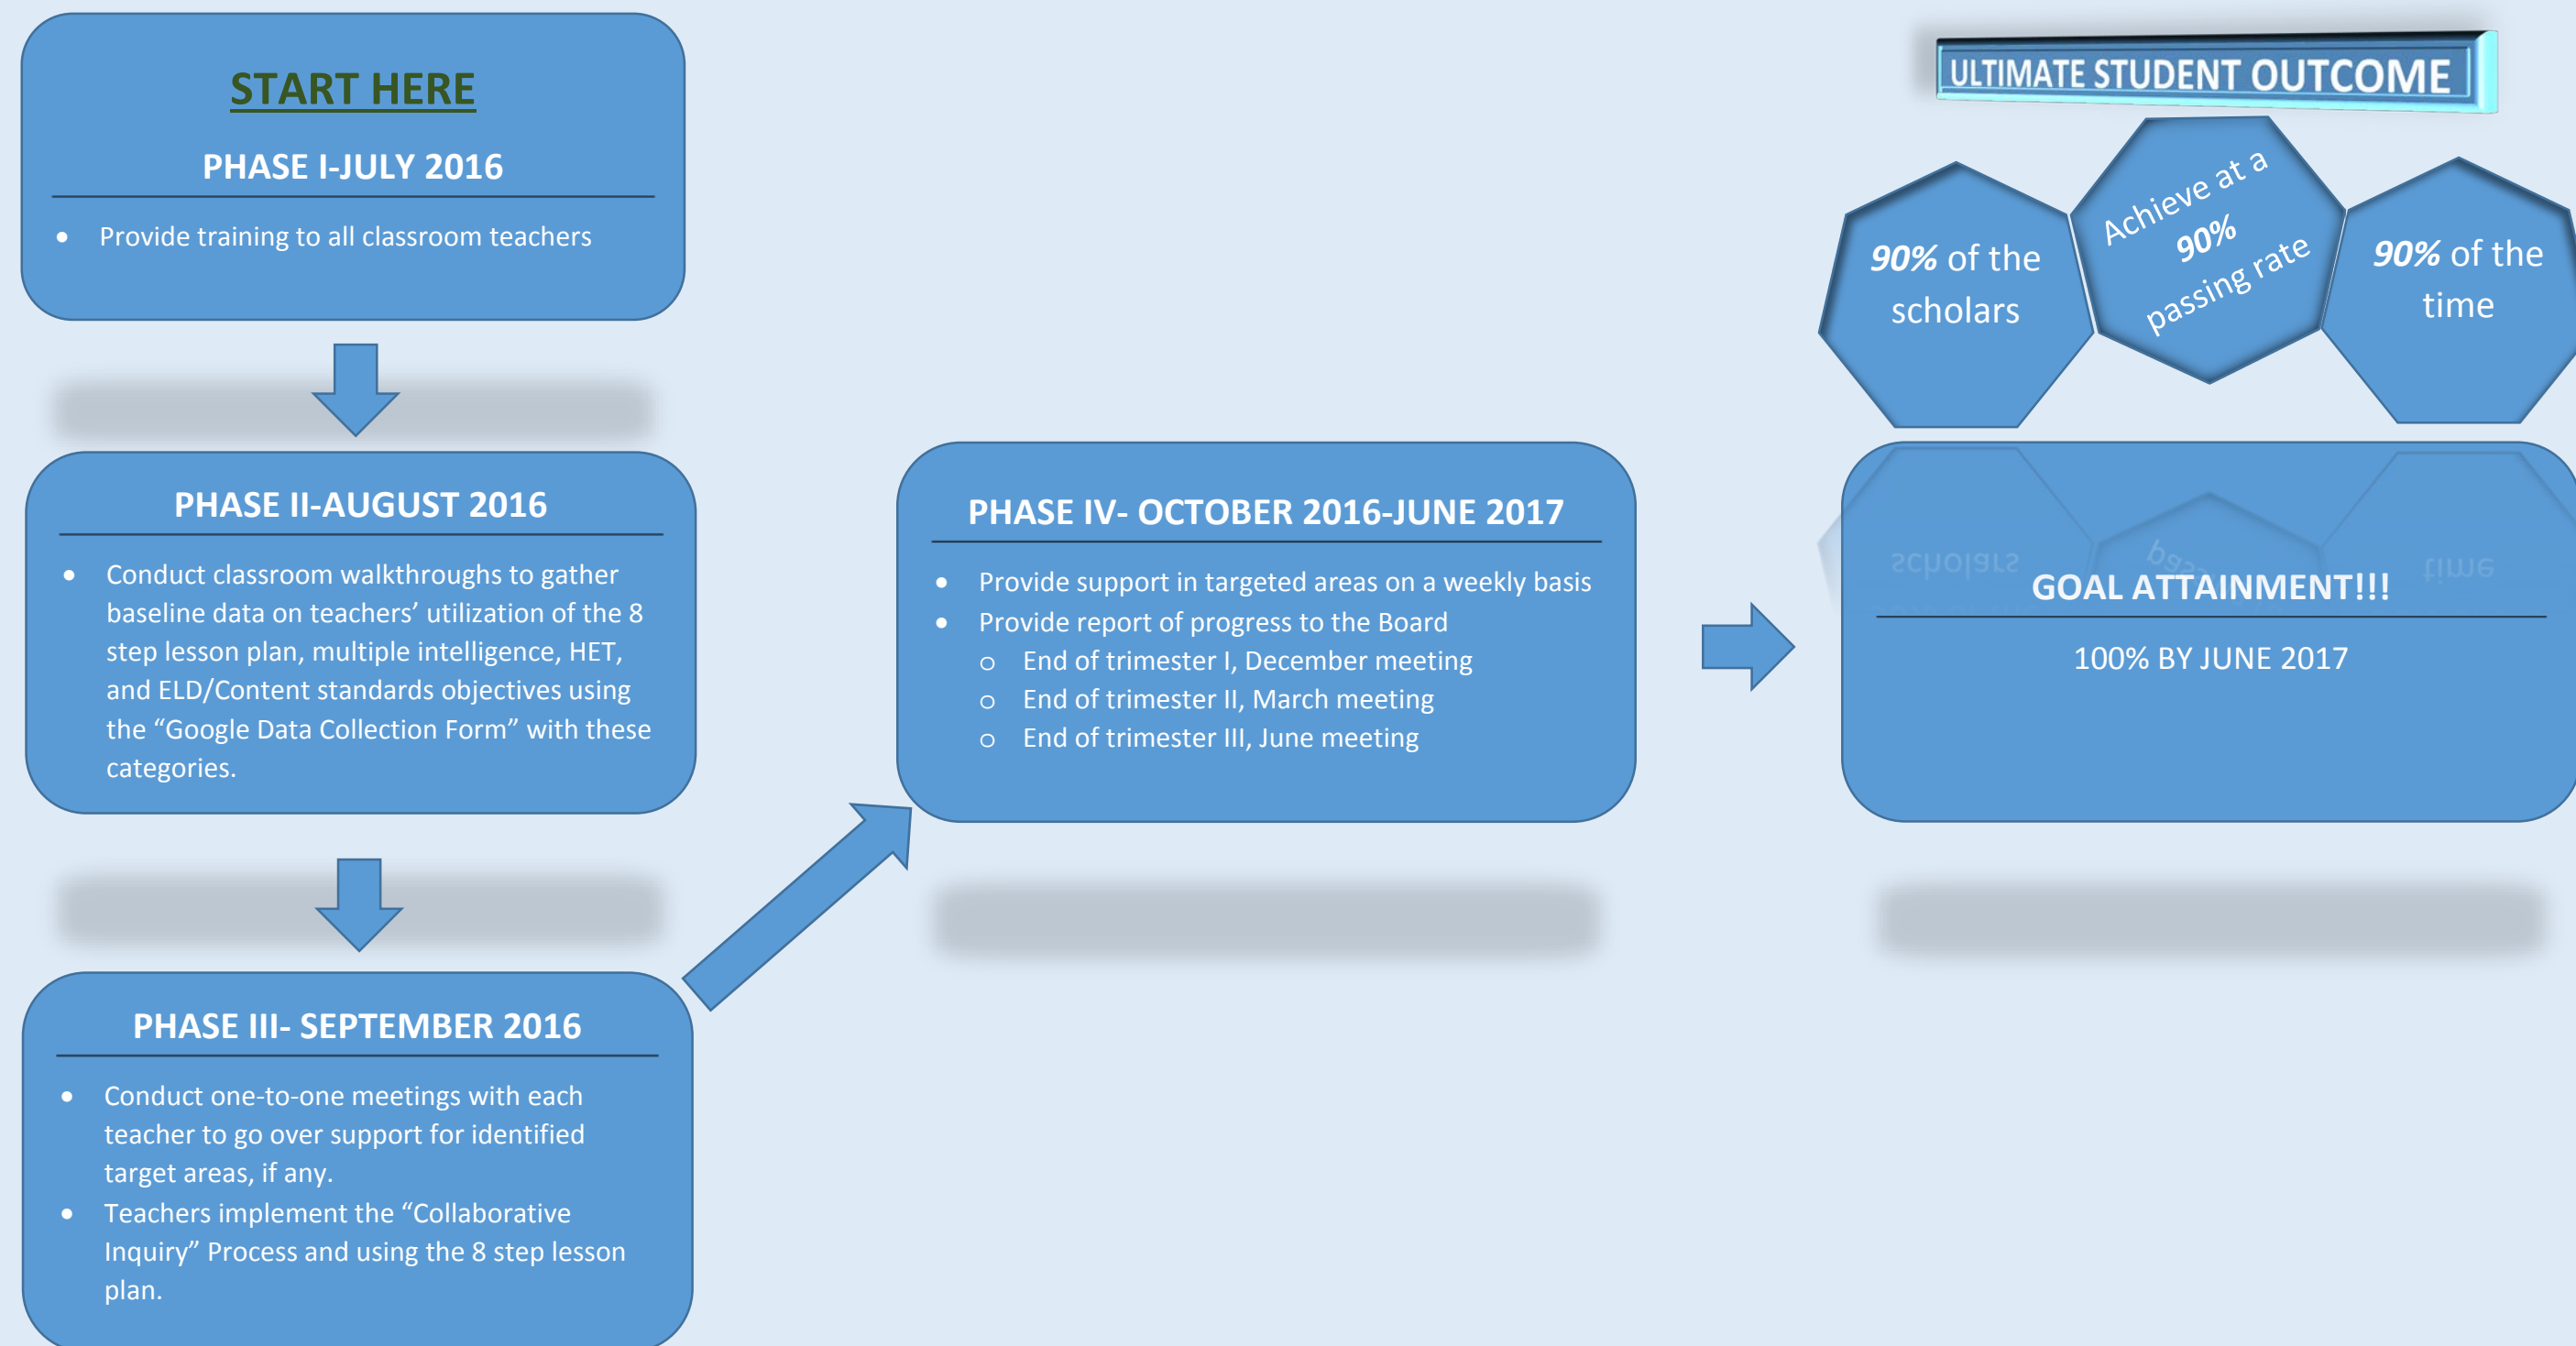 START HERE
PHASE I-JULY 2016
• Provide training to all classroom teachers
PHASE II-AUGUST 2016
• Conduct classroom walkthroughs to gather
baseline data on teachers’ utilization of the 8
step lesson plan, multiple intelligence, HET,
and ELD/Content standards objectives using
the “Google Data Collection Form” with these
categories.
PHASE III- SEPTEMBER 2016
• Conduct one-to-one meetings with each
teacher to go over support for identified
target areas, if any.
• Teachers implement the “Collaborative
Inquiry” Process and using the 8 step lesson
plan.
PHASE IV- OCTOBER 2016-JUNE 2017
• Provide support in targeted areas on a weekly basis
• Provide report of progress to the Board
o End of trimester I, December meeting
o End of trimester II, March meeting
o End of trimester III, June meeting
ULTIMATE STUDENT OUTCOME
90% of the
scholars
Achieve at a
90%
passing rate
90% of the
time
GOAL ATTAINMENT!!!
100% BY JUNE 2017